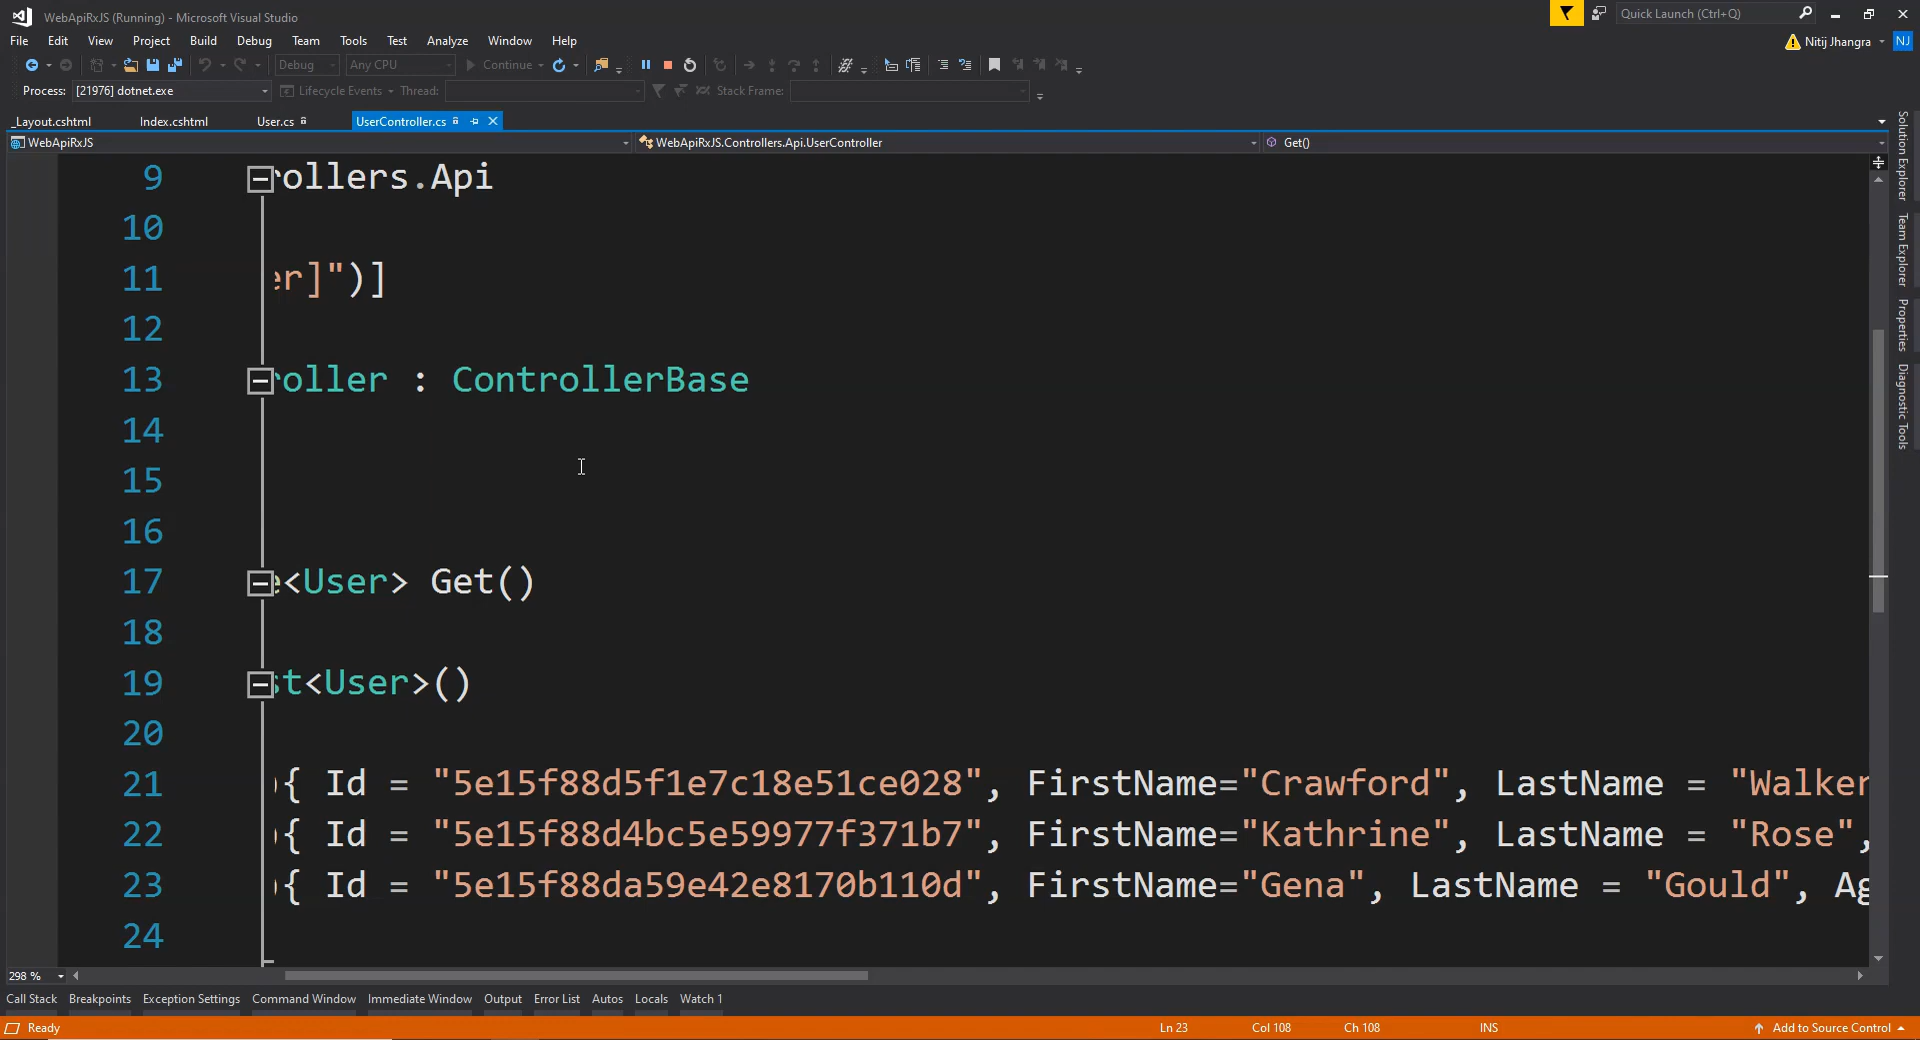 WebApiRxJS (Running) - Microsoft Visual Studio
Quick Launch (Ctrl+Q)
File Edit View Project Build Debug Team Tools Test Analyze Window Help
Nitij Jhangra NJ
Debug Any CPU Continue
Process: [21976] dotnet.exe Lifecycle Events Thread: Stack Frame:
_Layout.cshtml Index.cshtml User.cs UserController.cs
WebApiRxJS WebApiRxJS.Controllers.Api.UserController Get()
9 rollers.Api
10
11 er]")]
12
13 roller : ControllerBase
14
15
16
17 e<User> Get()
18
19 st<User>()
20
21 ){ Id = "5e15f88d5f1e7c18e51ce028", FirstName="Crawford", LastName = "Walker
22 ){ Id = "5e15f88d4bc5e59977f371b7", FirstName="Kathrine", LastName = "Rose",
23 ){ Id = "5e15f88da59e42e8170b110d", FirstName="Gena", LastName = "Gould", Ag
24
Solution Explorer
Team Explorer
Properties
Diagnostic Tools
298 %
Call Stack Breakpoints Exception Settings Command Window Immediate Window Output Error List Autos Locals Watch 1
Ready Ln 23 Col 108 Ch 108 INS Add to Source Control